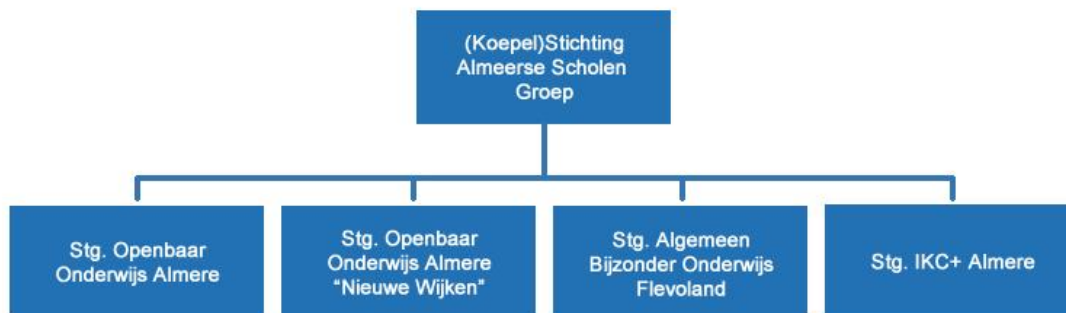 (Koepel)Stichting
Almeerse Scholen
Groep
Stg. Openbaar
Onderwijs Almere
Stg. Openbaar
Onderwijs Almere
“Nieuwe Wijken”
Stg. Algemeen
Bijzonder Onderwijs
Flevoland
Stg. IKC+ Almere